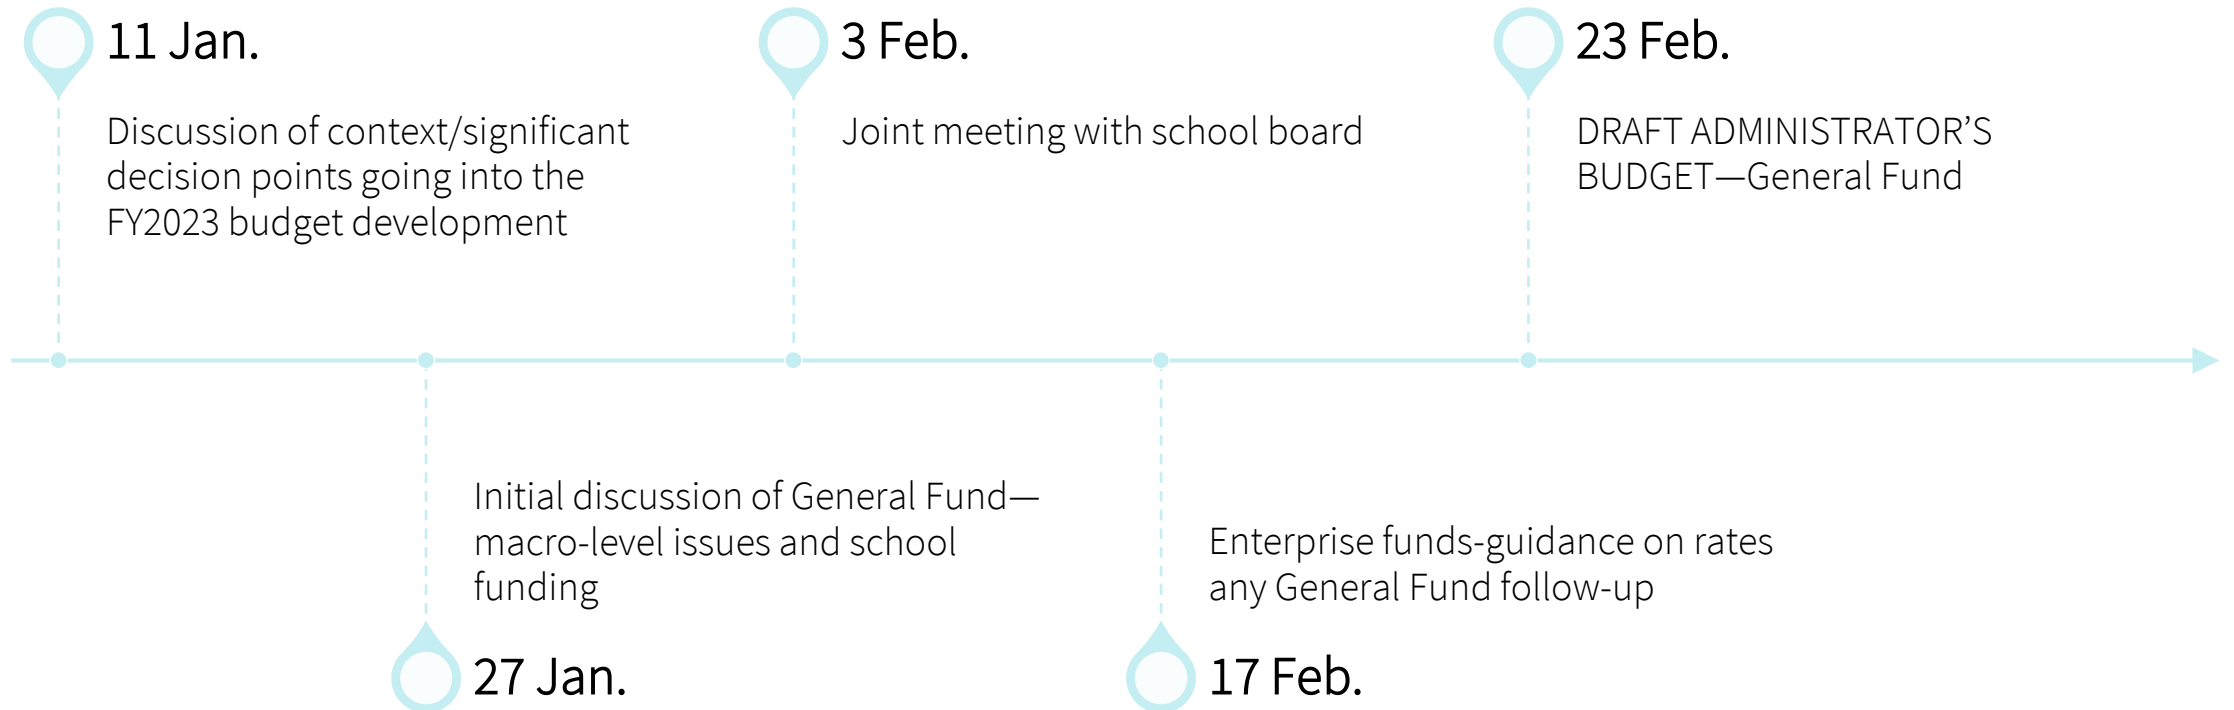 11 Jan.
Discussion of context/significant
decision points going into the
FY2023 budget development
Initial discussion of General Fund—
macro-level issues and school
funding
27 Jan.
3 Feb.
Joint meeting with school board
Enterprise funds-guidance on rates
any General Fund follow-up
17 Feb.
23 Feb.
DRAFT ADMINISTRATOR’S
BUDGET—General Fund